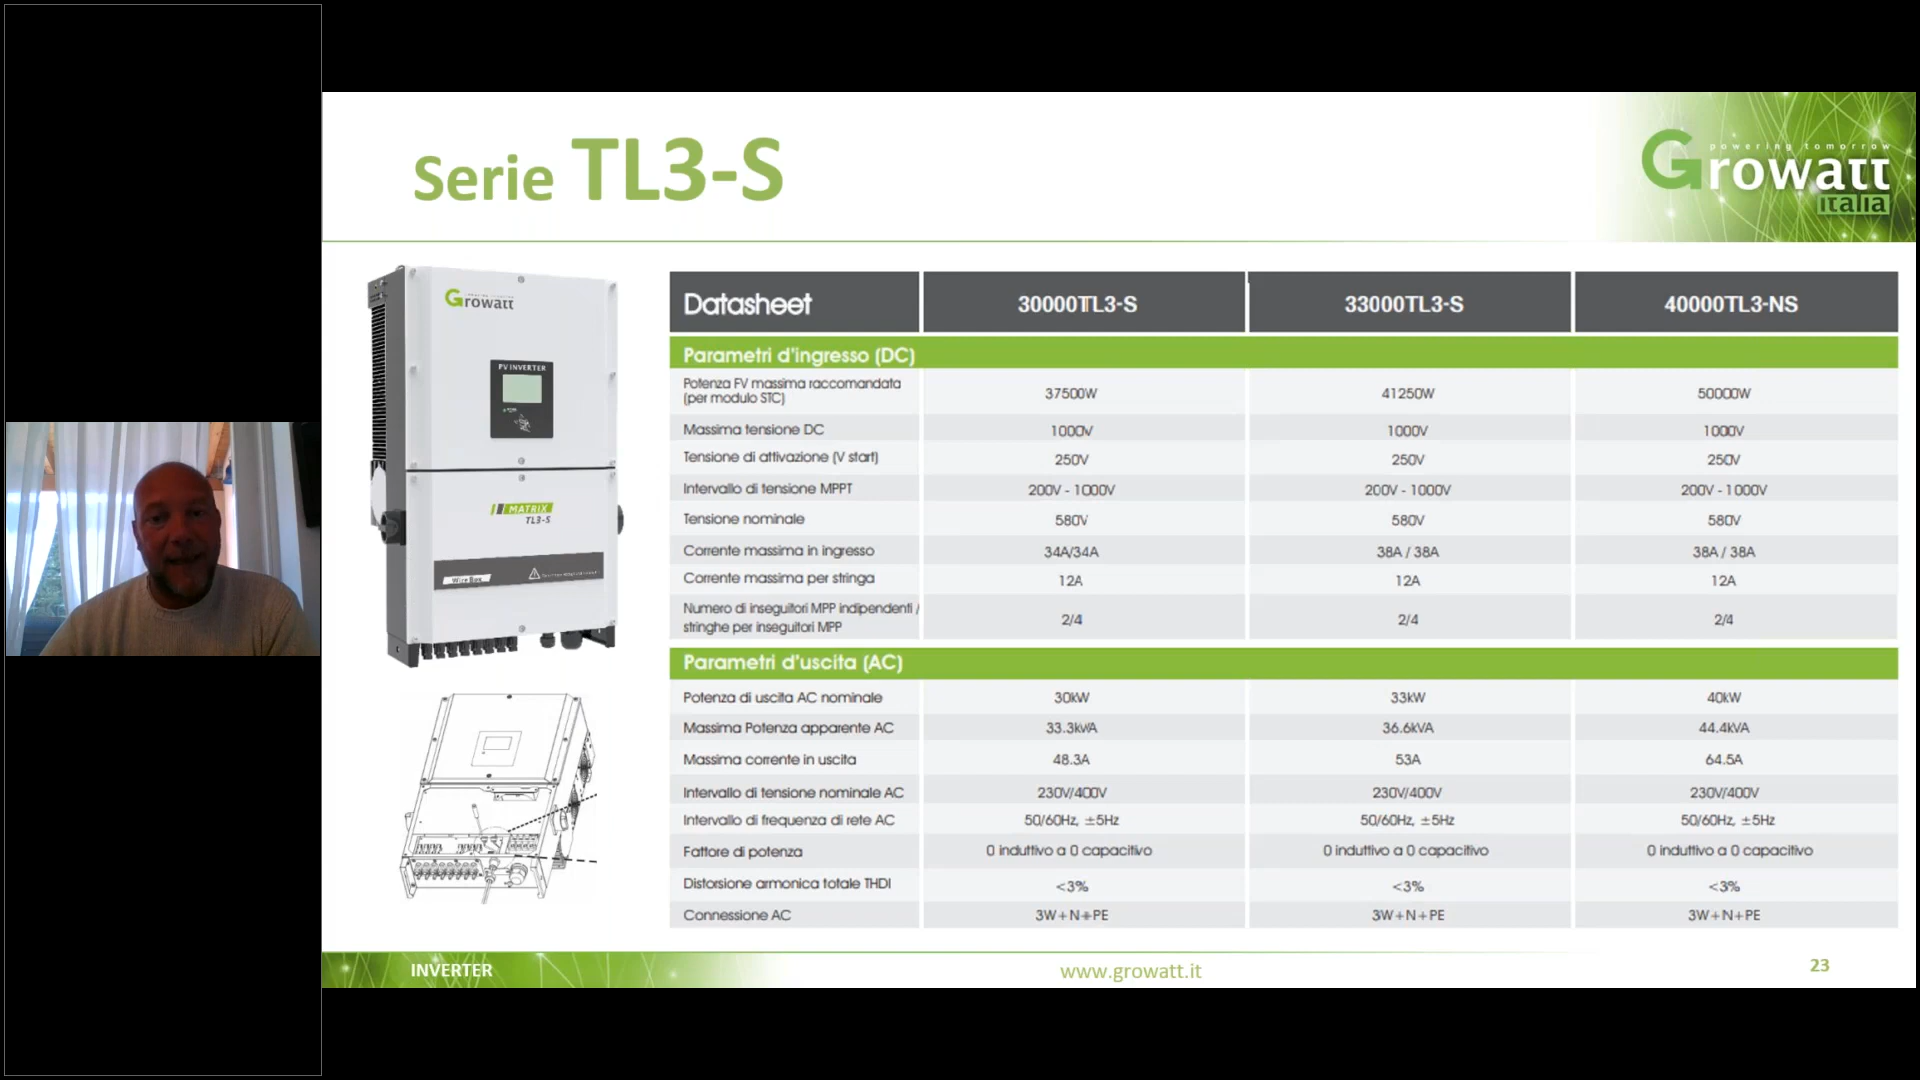 Serie TL3-S
powering tomorrow
Growatt
italia
Growatt
PV INVERTER
MATRIX
TL3-S
Wire Box
Datasheet 30000TL3-S 33000TL3-S 40000TL3-NS
Parametri d'ingresso (DC)
Potenza FV massima raccomandata
(per modulo STC) 37500W 41250W 50000W
Massima tensione DC 1000V 1000V 1000V
Tensione di attivazione (V start) 250V 250V 250V
Intervallo di tensione MPPT 200V - 1000V 200V - 1000V 200V - 1000V
Tensione nominale 580V 580V 580V
Corrente massima in ingresso 34A/34A 38A / 38A 38A / 38A
Corrente massima per stringa 12A 12A 12A
Numero di inseguitori MPP indipendenti /
stringhe per inseguitori MPP 2/4 2/4 2/4
Parametri d'uscita (AC)
Potenza di uscita AC nominale 30kW 33kW 40kW
Massima Potenza apparente AC 33.3kVA 36.6kVA 44.4kVA
Massima corrente in uscita 48.3A 53A 64.5A
Intervallo di tensione nominale AC 230V/400V 230V/400V 230V/400V
Intervallo di frequenza di rete AC 50/60Hz, ±5Hz 50/60Hz, ±5Hz 50/60Hz, ±5Hz
Fattore di potenza 0 induttivo a 0 capacitivo 0 induttivo a 0 capacitivo 0 induttivo a 0 capacitivo
Distorsione armonica totale THDI <3% <3% <3%
Connessione AC 3W+N+PE 3W+N+PE 3W+N+PE
INVERTER www.growatt.it 23